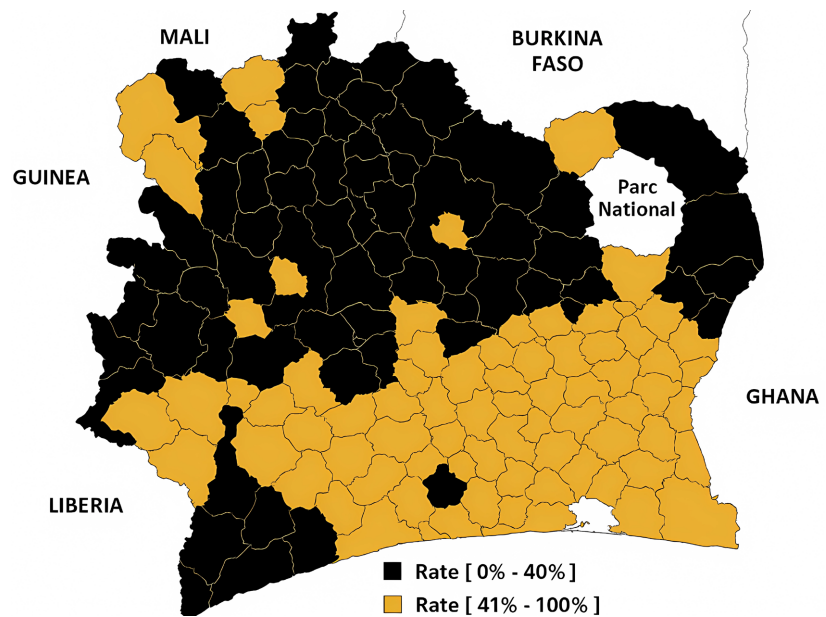 MALI
BURKINA
FASO
GUINEA
Parc
National
GHANA
LIBERIA
Rate [ 0% - 40% ]
Rate [ 41% - 100% ]